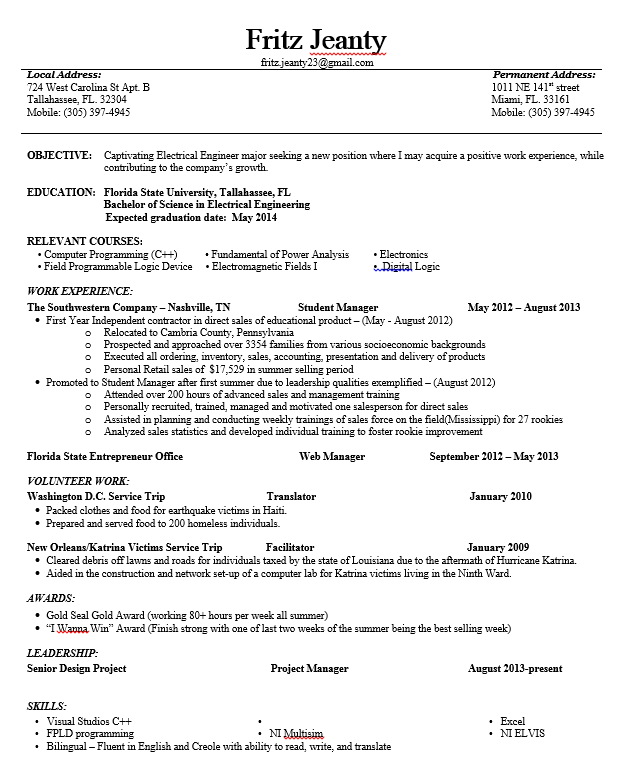 Fritz Jeanty
fritz.jeanty23@gmail.com
Local Address: Permanent Address:
724 West Carolina St Apt. B 1011 NE 141st street
Tallahassee, FL. 32304 Miami, FL. 33161
Mobile: (305) 397-4945 Mobile: (305) 397-4945
OBJECTIVE: Captivating Electrical Engineer major seeking a new position where I may acquire a positive work experience, while
contributing to the company's growth.
EDUCATION: Florida State University, Tallahassee, FL
Bachelor of Science in Electrical Engineering
Expected graduation date: May 2014
RELEVANT COURSES:
• Computer Programming (C++) • Fundamental of Power Analysis • Electronics
• Field Programmable Logic Device • Electromagnetic Fields I • Digital Logic
WORK EXPERIENCE:
The Southwestern Company – Nashville, TN Student Manager May 2012 – August 2013
• First Year Independent contractor in direct sales of educational product – (May - August 2012)
o Relocated to Cambria County, Pennsylvania
o Prospected and approached over 3354 families from various socioeconomic backgrounds
o Executed all ordering, inventory, sales, accounting, presentation and delivery of products
o Personal Retail sales of $17,529 in summer selling period
• Promoted to Student Manager after first summer due to leadership qualities exemplified – (August 2012)
o Attended over 200 hours of advanced sales and management training
o Personally recruited, trained, managed and motivated one salesperson for direct sales
o Assisted in planning and conducting weekly trainings of sales force on the field(Mississippi) for 27 rookies
o Analyzed sales statistics and developed individual training to foster rookie improvement
Florida State Entrepreneur Office Web Manager September 2012 – May 2013
VOLUNTEER WORK:
Washington D.C. Service Trip Translator January 2010
• Packed clothes and food for earthquake victims in Haiti.
• Prepared and served food to 200 homeless individuals.
New Orleans/Katrina Victims Service Trip Facilitator January 2009
• Cleared debris off lawns and roads for individuals taxed by the state of Louisiana due to the aftermath of Hurricane Katrina.
• Aided in the construction and network set-up of a computer lab for Katrina victims living in the Ninth Ward.
AWARDS:
• Gold Seal Gold Award (working 80+ hours per week all summer)
• “I Wanna Win” Award (Finish strong with one of last two weeks of the summer being the best selling week)
LEADERSHIP:
Senior Design Project Project Manager August 2013-present
SKILLS:
• Visual Studios C++ • • Excel
• FPLD programming • NI Multisim • NI ELVIS
• Bilingual – Fluent in English and Creole with ability to read, write, and translate